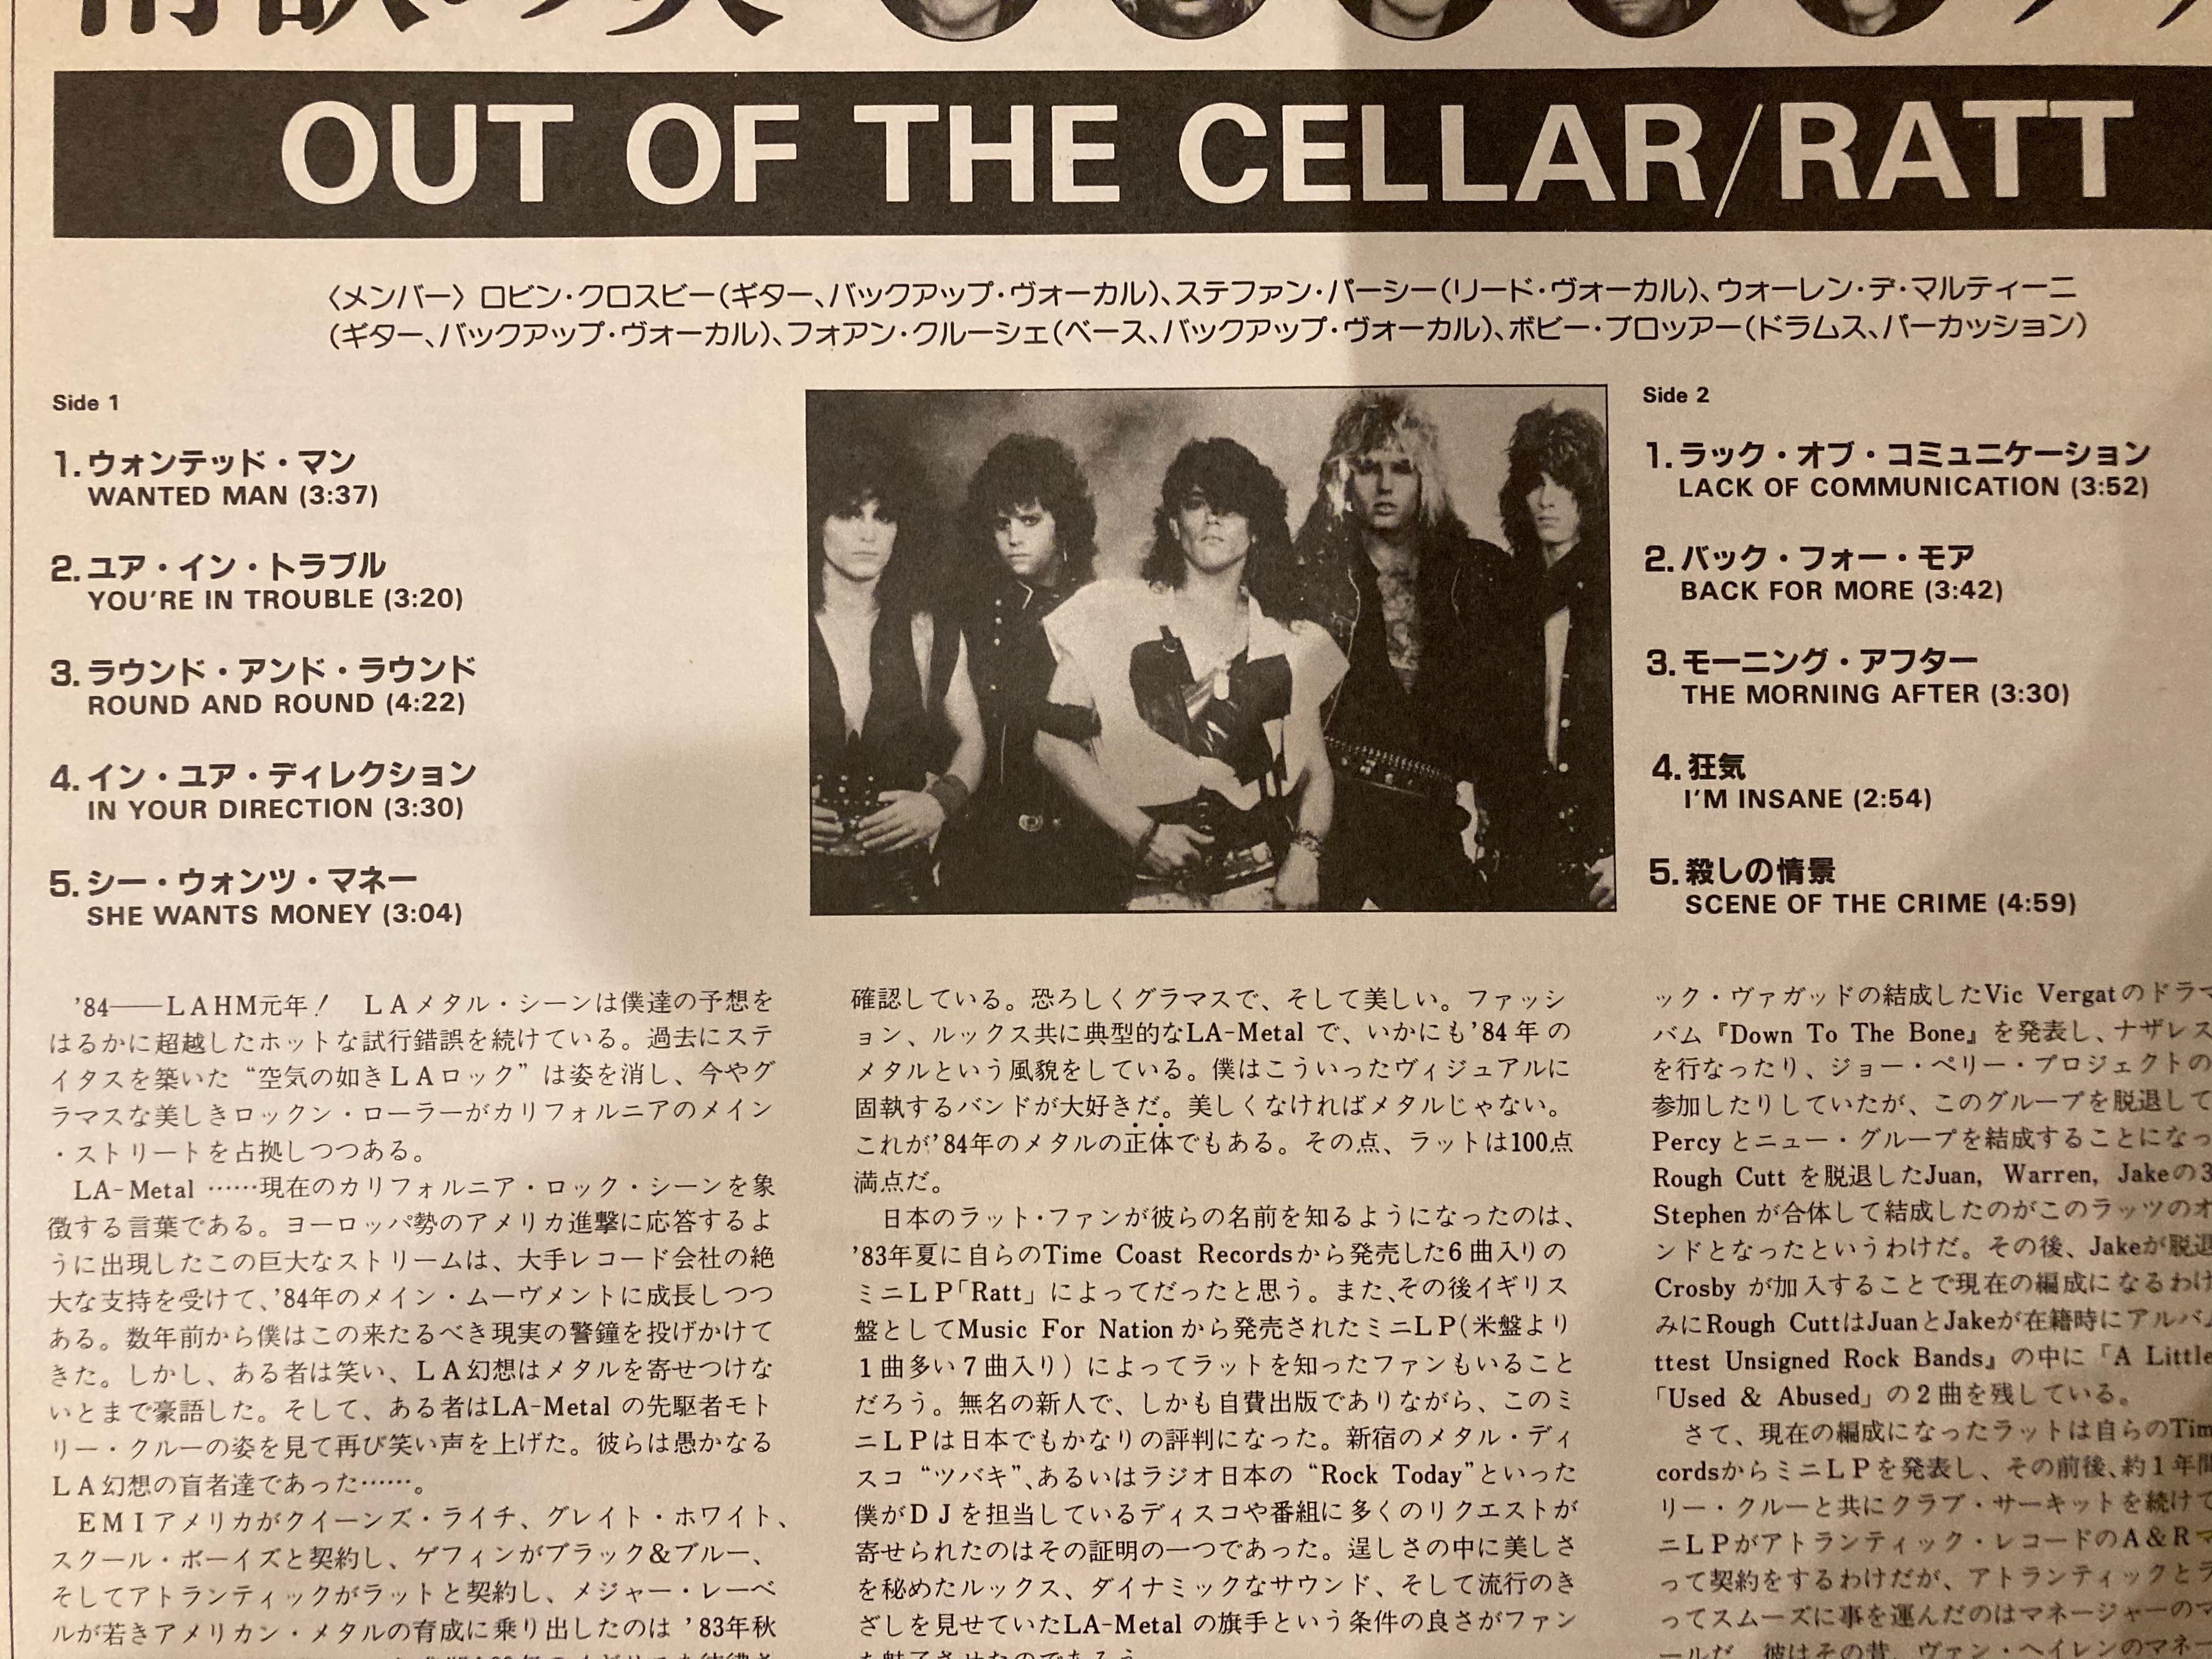 情欲の炎
OUT OF THE CELLAR/RATT
〈メンバー〉ロビン・クロスビー(ギター、バックアップ・ヴォーカル)、ステファン・パーシー(リード・ヴォーカル)、ウォーレン・デ・マルティーニ
(ギター、バックアップ・ヴォーカル)、フォアン・クルーシェ(ベース、バックアップ・ヴォーカル)、ボビー・ブロッアー(ドラムス、パーカッション)
Side 1
1.ウォンテッド・マン
WANTED MAN (3:37)
2.ユア・イン・トラブル
YOU'RE IN TROUBLE (3:20)
3.ラウンド・アンド・ラウンド
ROUND AND ROUND (4:22)
4.イン・ユア・ディレクション
IN YOUR DIRECTION (3:30)
5.シー・ウォンツ・マネー
SHE WANTS MONEY (3:04)
Side 2
1.ラック・オブ・コミュニケーション
LACK OF COMMUNICATION (3:52)
2.バック・フォー・モア
BACK FOR MORE (3:42)
3.モーニング・アフター
THE MORNING AFTER (3:30)
4.狂気
I'M INSANE (2:54)
5.殺しの情景
SCENE OF THE CRIME (4:59)
'84――LAHM元年! LAメタル・シーンは僕達の予想を
はるかに超越したホットな試行錯誤を続けている。過去にステ
イタスを築いた“空気の如きLAロック”は姿を消し、今やグ
ラマスな美しきロックン・ローラーがカリフォルニアのメイン
・ストリートを占拠しつつある。
LA-Metal ……現在のカリフォルニア・ロック・シーンを象
徴する言葉である。ヨーロッパ勢のアメリカ進撃に応答するよ
うに出現したこの巨大なストリームは、大手レコード会社の絶
大な支持を受けて、'84年のメイン・ムーヴメントに成長しつつ
ある。数年前から僕はこの来たるべき現実の警鐘を投げかけて
きた。しかし、ある者は笑い、LA幻想はメタルを寄せつけな
いとまで豪語した。そして、ある者はLA-Metal の先駆者モト
リー・クルーの姿を見て再び笑い声を上げた。彼らは愚かなる
LA幻想の盲者達であった……。
EMIアメリカがクイーンズ・ライチ、グレイト・ホワイト、
スクール・ボーイズと契約し、ゲフィンがブラック&ブルー、
そしてアトランティックがラットと契約し、メジャー・レーベ
ルが若きアメリカン・メタルの育成に乗り出したのは '83年秋
確認している。恐ろしくグラマスで、そして美しい。ファッシ
ョン、ルックス共に典型的なLA-Metal で、いかにも'84年の
メタルという風貌をしている。僕はこういったヴィジュアルに
固執するバンドが大好きだ。美しくなければメタルじゃない。
これが'84年のメタルの正体でもある。その点、ラットは100点
満点だ。
日本のラット・ファンが彼らの名前を知るようになったのは、
'83年夏に自らのTime Coast Recordsから発売した6曲入りの
ミニLP「Ratt」によってだったと思う。また、その後イギリス
盤としてMusic For Nationから発売されたミニLP(米盤より
1曲多い7曲入り)によってラットを知ったファンもいること
だろう。無名の新人で、しかも自費出版でありながら、このミ
ニLPは日本でもかなりの評判になった。新宿のメタル・ディ
スコ“ツバキ”、あるいはラジオ日本の“Rock Today”といった
僕がDJを担当しているディスコや番組に多くのリクエストが
寄せられたのはその証明の一つであった。逞しさの中に美しさ
を秘めたルックス、ダイナミックなサウンド、そして流行のき
ざしを見せていたLA-Metal の旗手という条件の良さがファン
を魅了させたのであろう
ック・ヴァガッドの結成したVic Vergatのドラマ
バム『Down To The Bone』を発表し、ナザレス
を行なったり、ジョー・ペリー・プロジェクトの
参加したりしていたが、このグループを脱退して
Percyとニュー・グループを結成することになっ
Rough Cutt を脱退したJuan, Warren, Jakeの3
Stephen が合体して結成したのがこのラッツのオ
ンドとなったというわけだ。その後、Jakeが脱退
Crosby が加入することで現在の編成になるわけ
みにRough CuttはJuanとJakeが在籍時にアルバム
ttest Unsigned Rock Bands』の中に「A Little
「Used & Abused」の2曲を残している。
さて、現在の編成になったラットは自らのTim
cordsからミニLPを発表し、その前後、約1年間
リー・クルーと共にクラブ・サーキットを続けて
ニLPがアトランティック・レコードのA&Rマ
って契約をするわけだが、アトランティックとラ
ってスムーズに事を運んだのはマネージャーのマ
ールだ 彼はその昔、ヴァン・ヘイレンのマネー